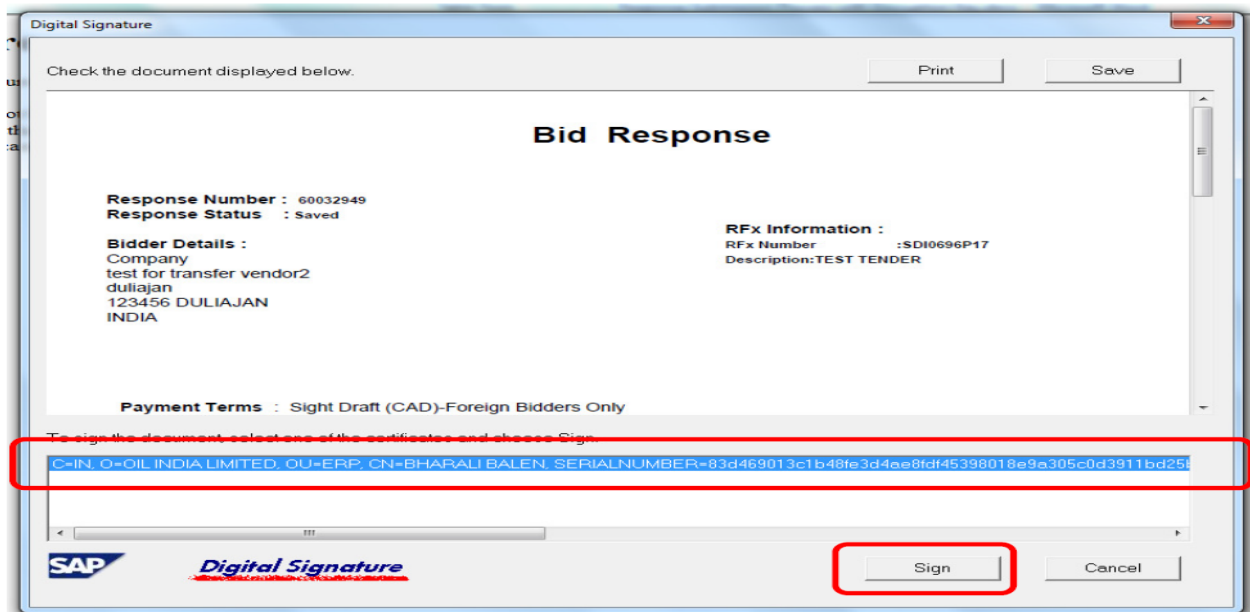 Digital Signature
Check the document displayed below.
Print
Save
Bid Response
Response Number : 60032949
Response Status : Saved
RFx Information :
RFx Number :SDI0696P17
Description:TEST TENDER
Bidder Details :
Company
test for transfer vendor2
duliajan
123456 DULIAJAN
INDIA
Payment Terms : Sight Draft (CAD)-Foreign Bidders Only
To sign the document, select one of the certificates and choose Sign.
C=IN, O=OIL INDIA LIMITED, OU=ERP, CN=BHARALI BALEN, SERIALNUMBER=83d469013c1b48fe3d4ae8fdf45398018e9a305c0d3911bd25
SAP
Digital Signature
Sign
Cancel